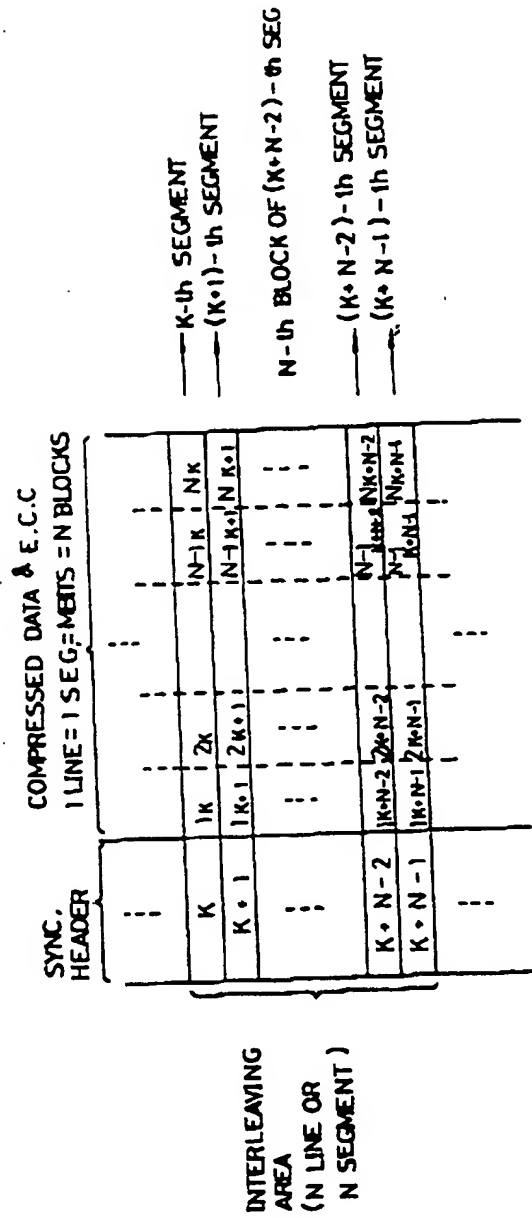 COMPRESSED DATA & E.C.C
1 LINE = 1 SEG, = MBITS = N BLOCKS
SYNC,
HEADER
K 1K 2K N-1K NK
K-th SEGMENT
K+1 1K+1 2K+1 N-1K+1 NK+1
(K+1)-th SEGMENT
N-th BLOCK OF (K+N-2)-th SEG
K+N-2 1K+N-2 2K+N-2 N-1 NK+N-2
(K+N-2)-th SEGMENT
K+N-1 1K+N-1 2K+N-1 N-1K+N-1 NK+N-1
(K+N-1)-th SEGMENT
INTERLEAVING
AREA
(N LINE OR
N SEGMENT)